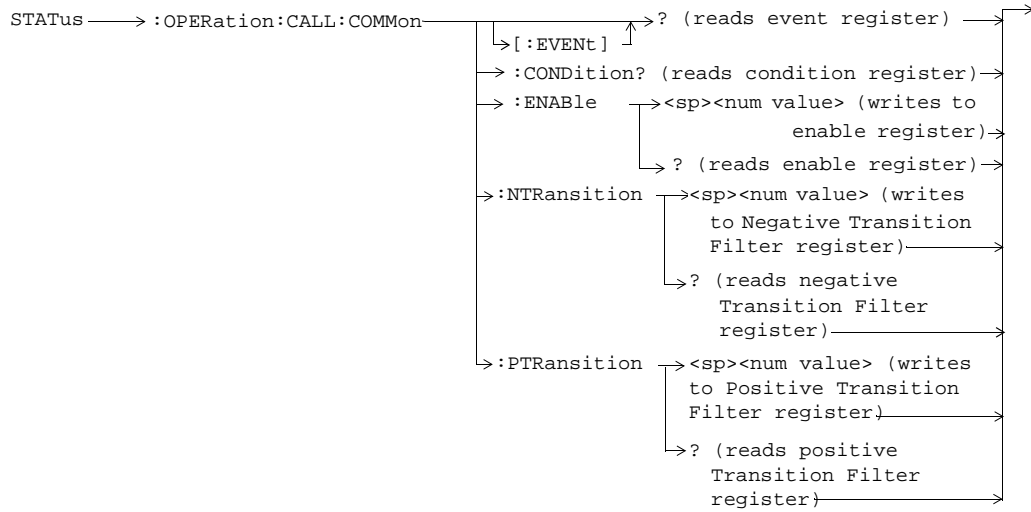 STATus :OPERation:CALL:COMMon ? (reads event register)
[:EVENt]
:CONDition? (reads condition register)
:ENABle <sp><num value> (writes to
enable register)
? (reads enable register)
:NTRansition <sp><num value> (writes
to Negative Transition
Filter register)
? (reads negative
Transition Filter
register)
:PTRansition <sp><num value> (writes
to Positive Transition
Filter register)
? (reads positive
Transition Filter
register)